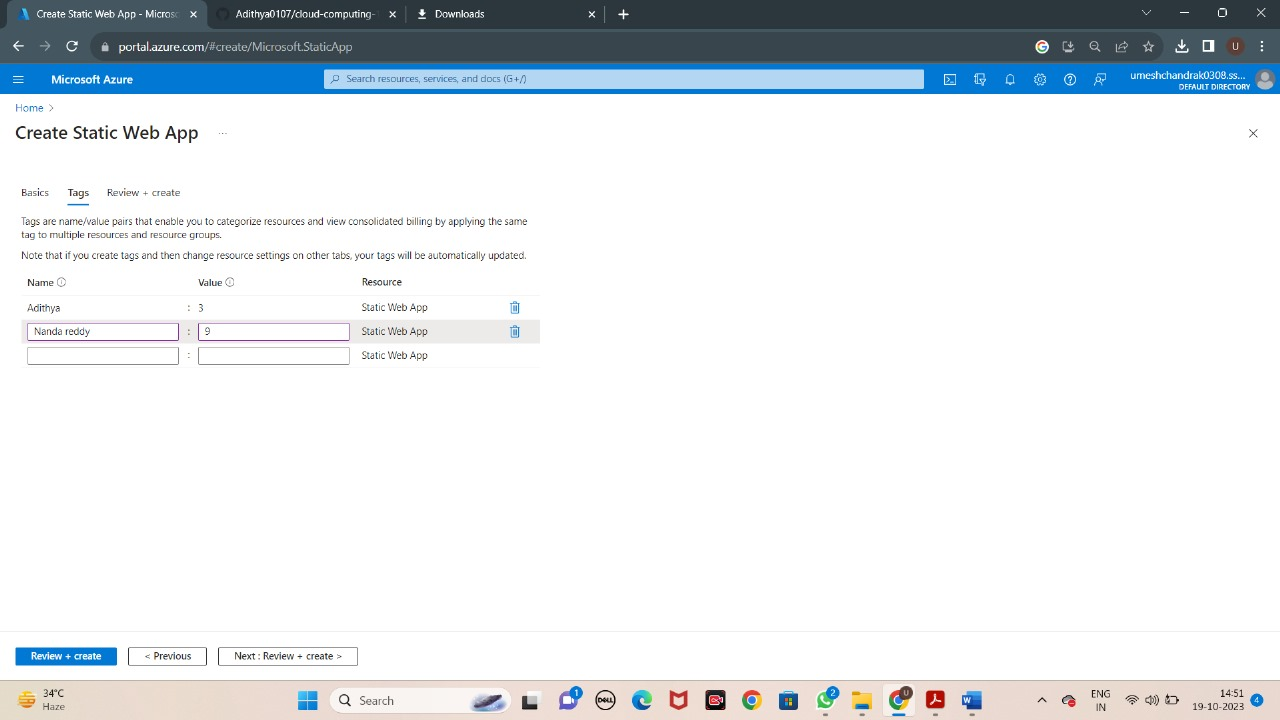 Create Static Web App - Micros
Adithya0107/cloud-computing-
Downloads
portal.azure.com/#create/Microsoft.StaticApp
U
Microsoft Azure
Search resources, services, and docs (G+/)
umeshchandrak0308.ss...
DEFAULT DIRECTORY
Home >
Create Static Web App ...
Basics
Tags
Review + create
Tags are name/value pairs that enable you to categorize resources and view consolidated billing by applying the same
tag to multiple resources and resource groups.
Note that if you create tags and then change resource settings on other tabs, your tags will be automatically updated.
Name Value Resource
Adithya : 3 Static Web App
Nanda reddy : 9 Static Web App
: Static Web App
Review + create
< Previous
Next : Review + create >
34°C
Haze
Search
1
DELL
2
U
W
ENG
IN
14:51
19-10-2023
4